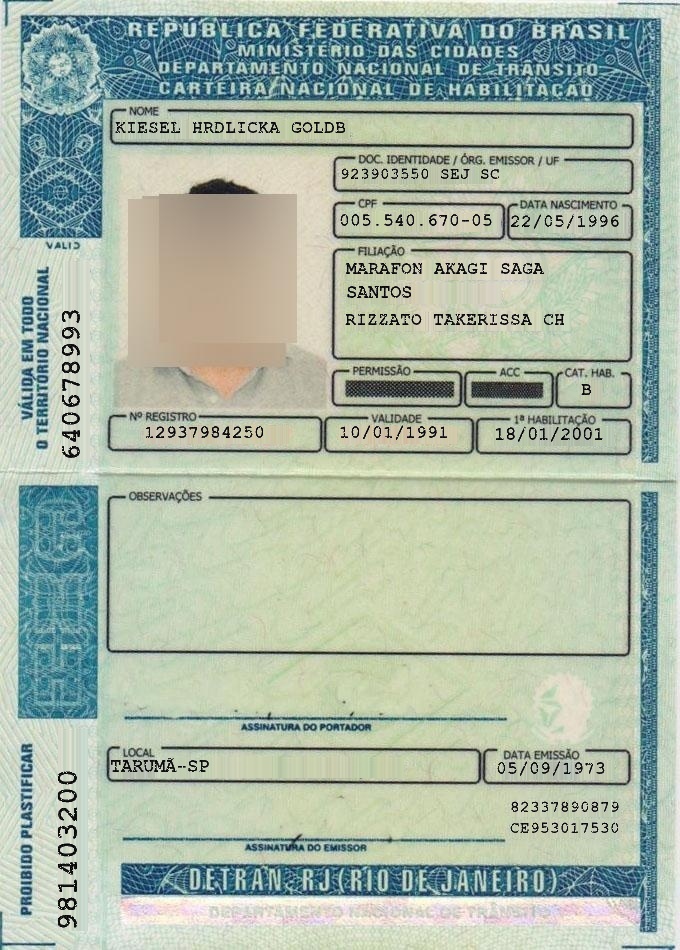 REPÚBLICA FEDERATIVA DO BRASIL
MINISTÉRIO DAS CIDADES
DEPARTAMENTO NACIONAL DE TRÂNSITO
CARTEIRA NACIONAL DE HABILITAÇÃO
NOME
KIESEL HRDLICKA GOLDB
DOC. IDENTIDADE / ÓRG. EMISSOR / UF
923903550 SEJ SC
CPF
005.540.670-05
DATA NASCIMENTO
22/05/1996
FILIAÇÃO
MARAFON AKAGI SAGA
SANTOS
RIZZATO TAKERISSA CH
PERMISSÃO
ACC
CAT. HAB.
B
Nº REGISTRO
12937984250
VALIDADE
10/01/1991
1ª HABILITAÇÃO
18/01/2001
VALID
VÁLIDA EM TODO
O TERRITÓRIO NACIONAL
640678993
OBSERVAÇÕES
ASSINATURA DO PORTADOR
LOCAL
TARUMÃ-SP
DATA EMISSÃO
05/09/1973
82337890879
CE953017530
ASSINATURA DO EMISSOR
PROIBIDO PLASTIFICAR
981403200
DETRAN, RJ (RIO DE JANEIRO)
DEPARTAMENTO NACIONAL DE TRÂNSITO